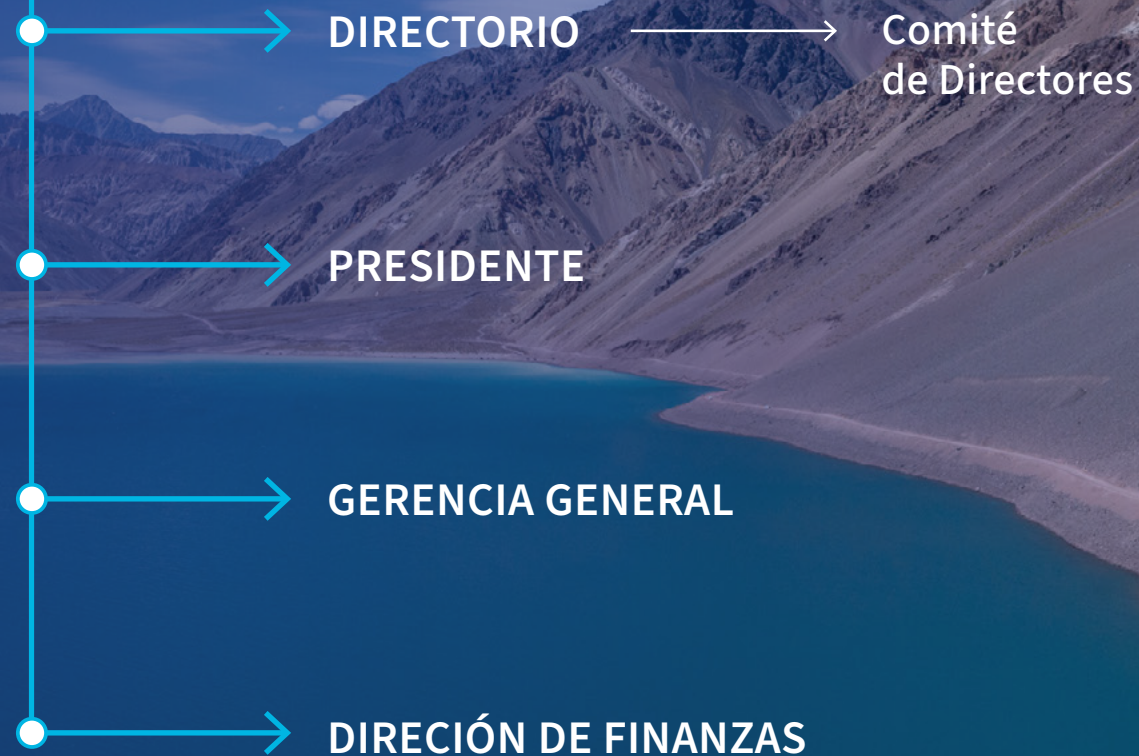 DIRECTORIO
Comité
de Directores
PRESIDENTE
GERENCIA GENERAL
DIRECIÓN DE FINANZAS